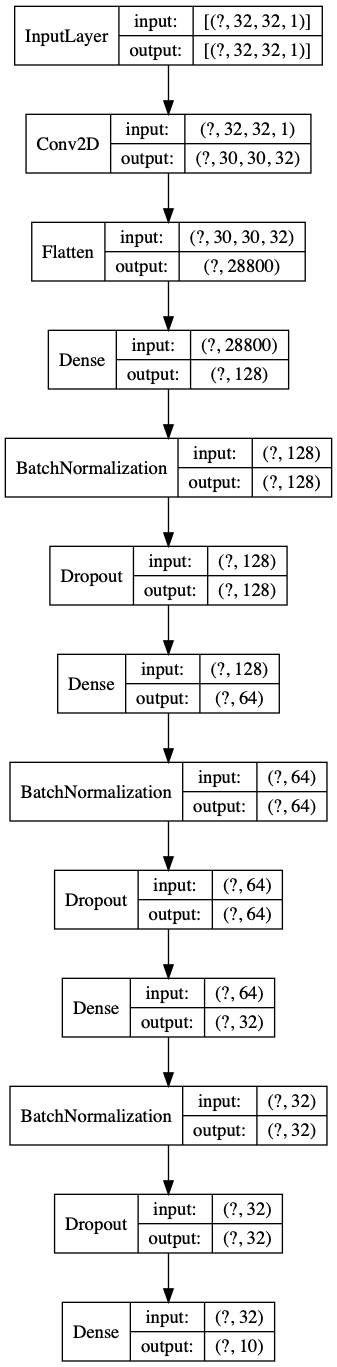 InputLayer input: [(?, 32, 32, 1)]
output: [(?, 32, 32, 1)]
Conv2D input: (?, 32, 32, 1)
output: (?, 30, 30, 32)
Flatten input: (?, 30, 30, 32)
output: (?, 28800)
Dense input: (?, 28800)
output: (?, 128)
BatchNormalization input: (?, 128)
output: (?, 128)
Dropout input: (?, 128)
output: (?, 128)
Dense input: (?, 128)
output: (?, 64)
BatchNormalization input: (?, 64)
output: (?, 64)
Dropout input: (?, 64)
output: (?, 64)
Dense input: (?, 64)
output: (?, 32)
BatchNormalization input: (?, 32)
output: (?, 32)
Dropout input: (?, 32)
output: (?, 32)
Dense input: (?, 32)
output: (?, 10)